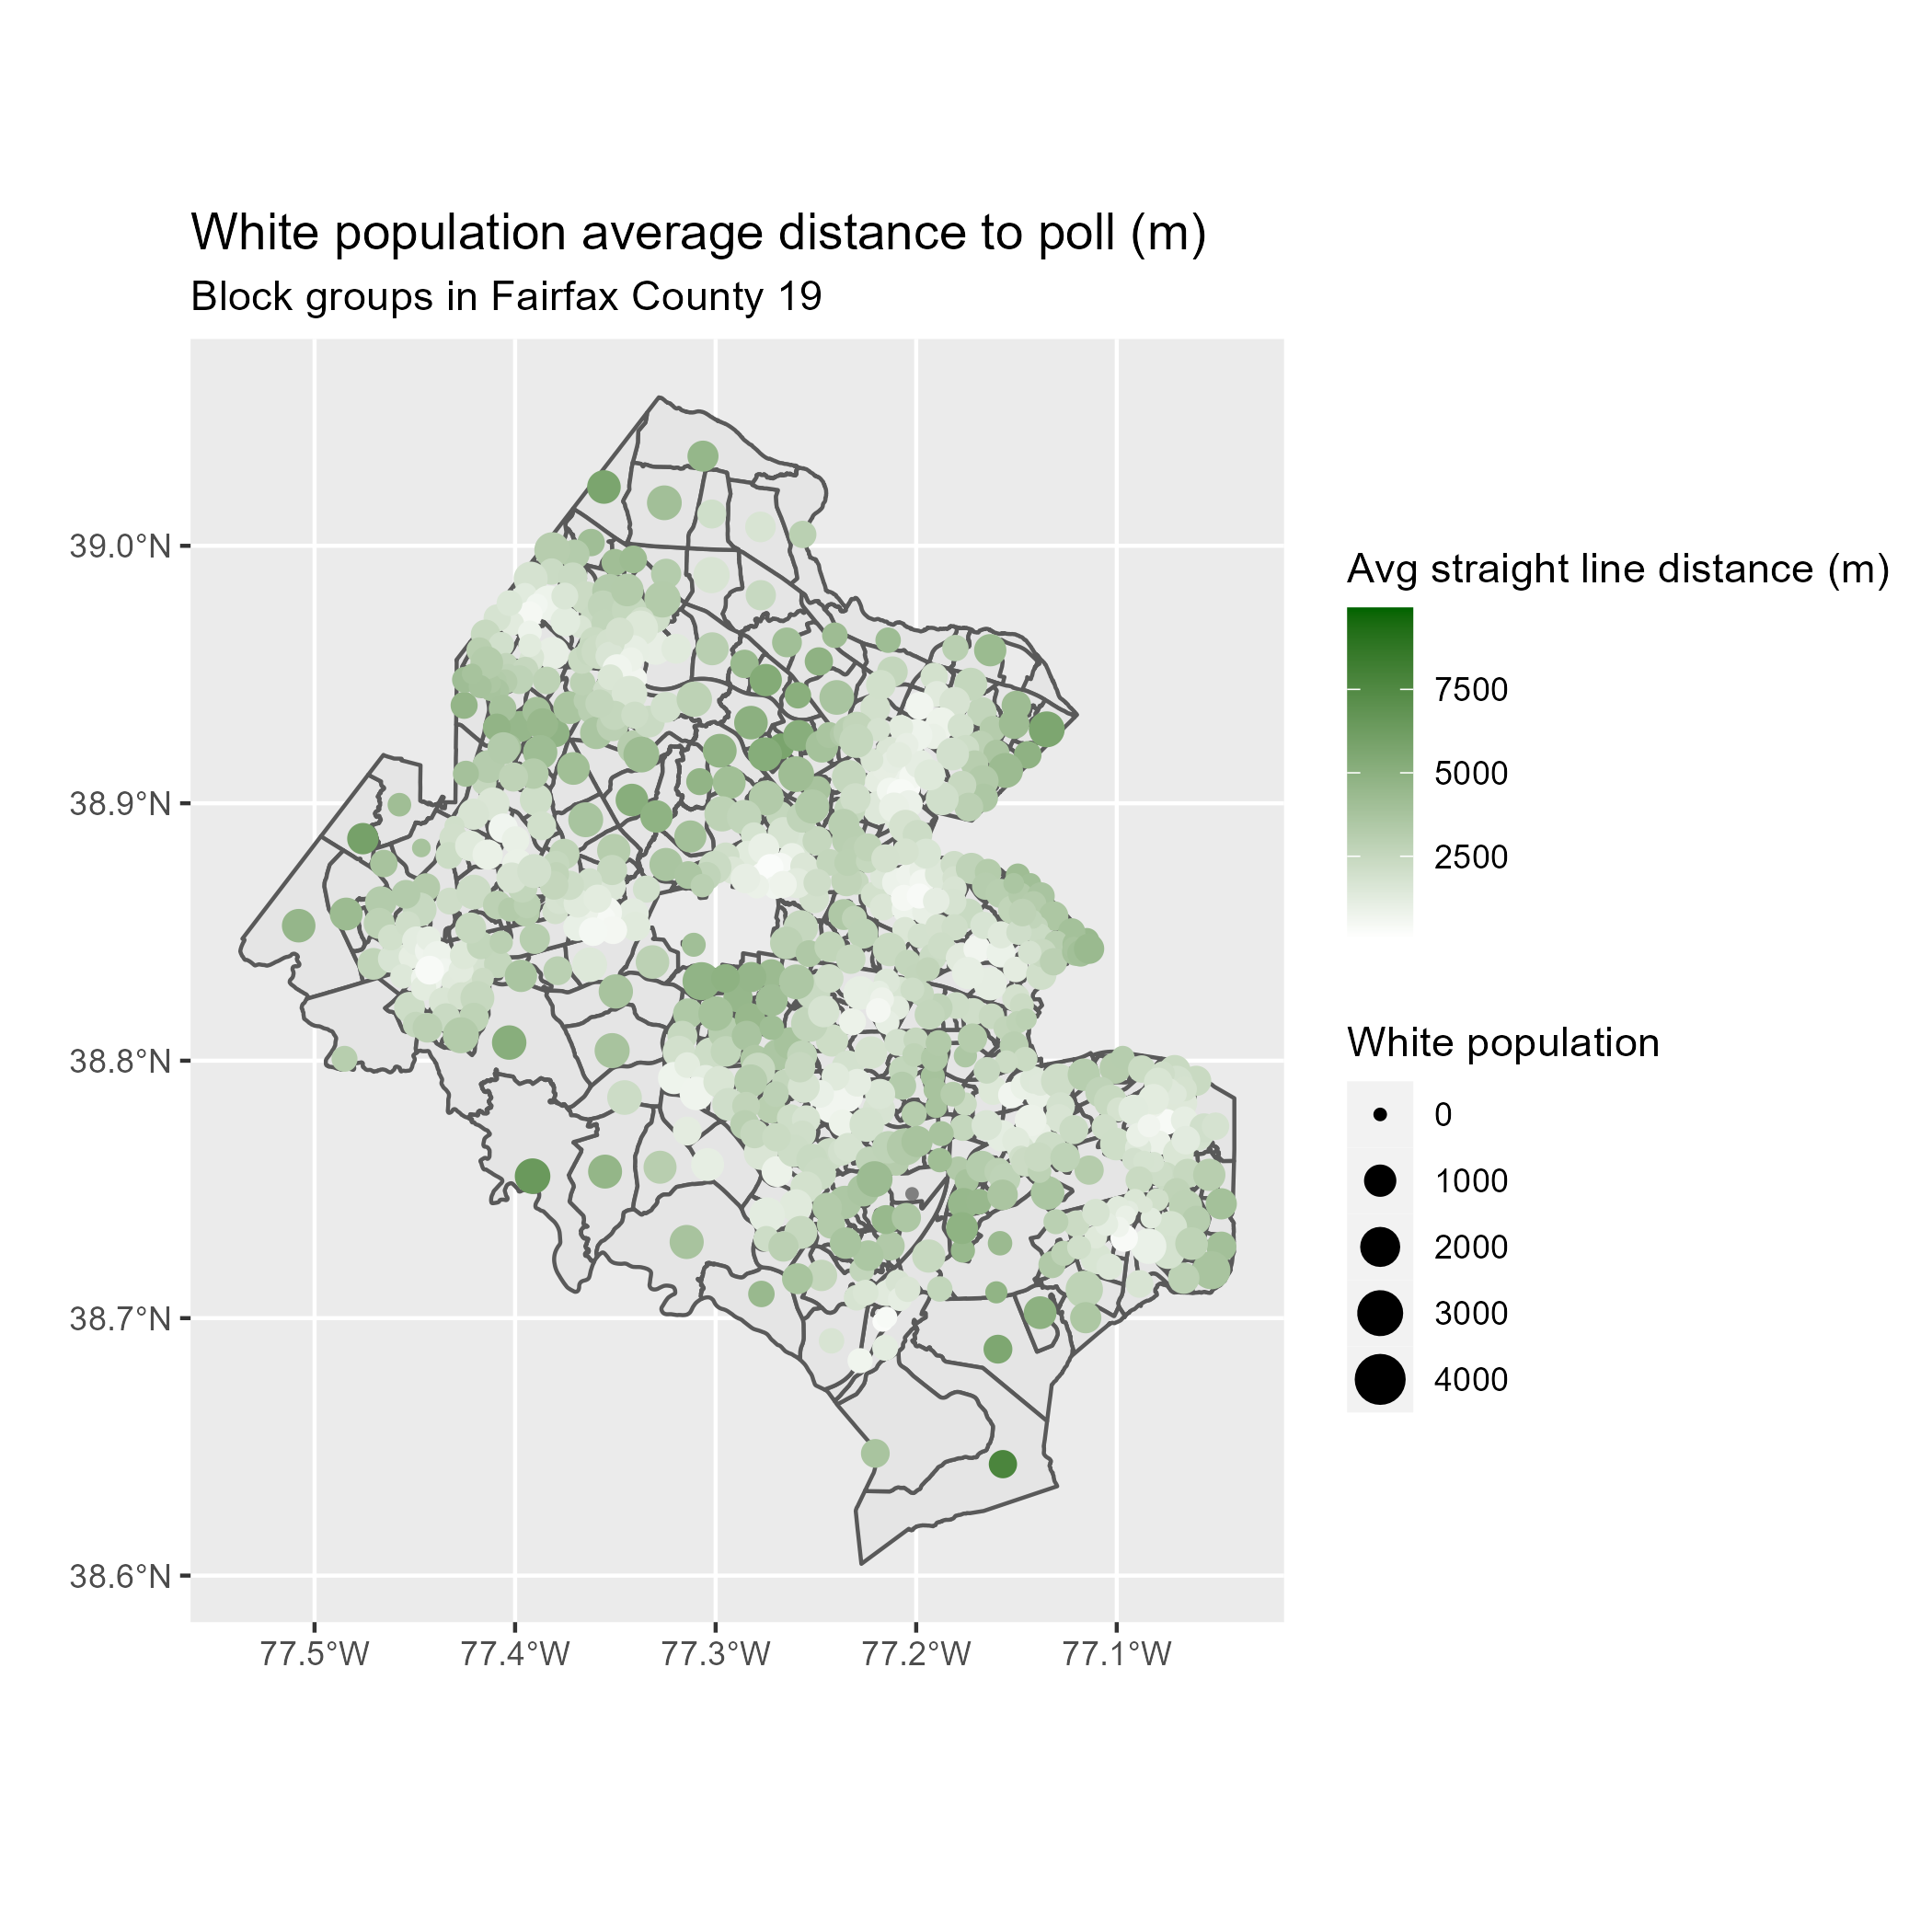 White population average distance to poll (m)
Block groups in Fairfax County 19
39.0°N
38.9°N
38.8°N
38.7°N
38.6°N
77.5°W
77.4°W
77.3°W
77.2°W
77.1°W
Avg straight line distance (m)
7500
5000
2500
White population
0
1000
2000
3000
4000